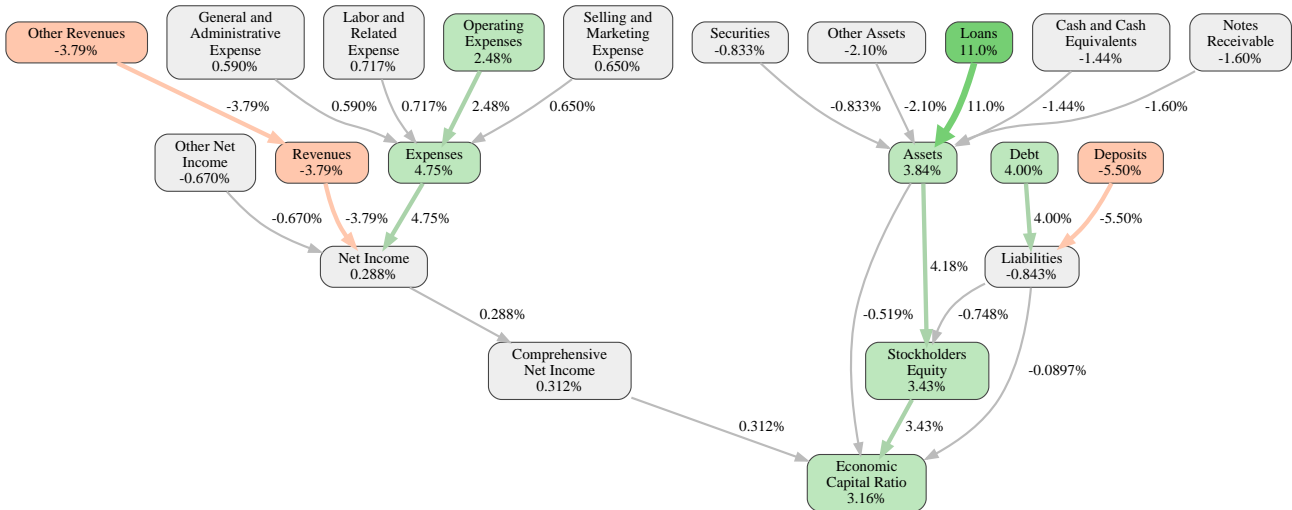 Other Revenues
-3.79%
General and
Administrative
Expense
0.590%
Labor and
Related
Expense
0.717%
Operating
Expenses
2.48%
Selling and
Marketing
Expense
0.650%
Securities
-0.833%
Other Assets
-2.10%
Loans
11.0%
Cash and Cash
Equivalents
-1.44%
Notes
Receivable
-1.60%
-3.79%
0.590%
0.717%
2.48%
0.650%
-0.833%
-2.10%
11.0%
-1.44%
-1.60%
Other Net
Income
-0.670%
Revenues
-3.79%
Expenses
4.75%
Assets
3.84%
Debt
4.00%
Deposits
-5.50%
-0.670%
-3.79%
4.75%
4.00%
-5.50%
Net Income
0.288%
4.18%
Liabilities
-0.843%
0.288%
-0.519%
-0.748%
Comprehensive
Net Income
0.312%
Stockholders
Equity
3.43%
-0.0897%
0.312%
3.43%
Economic
Capital Ratio
3.16%